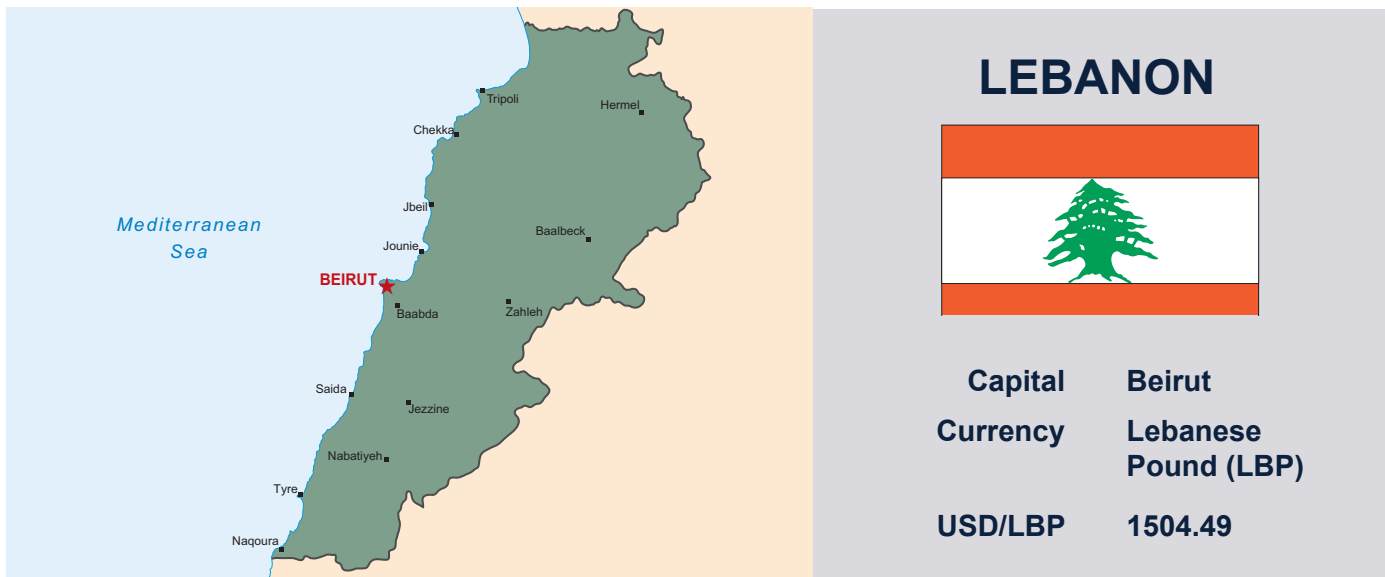 Tripoli
Hermel
Chekka
Jbeil
Mediterranean
Sea
Baalbeck
Jounie
BEIRUT
Baabda
Zahleh
Saida
Jezzine
Nabatiyeh
Tyre
Naqoura
LEBANON
Capital Beirut
Currency Lebanese
Pound (LBP)
USD/LBP 1504.49